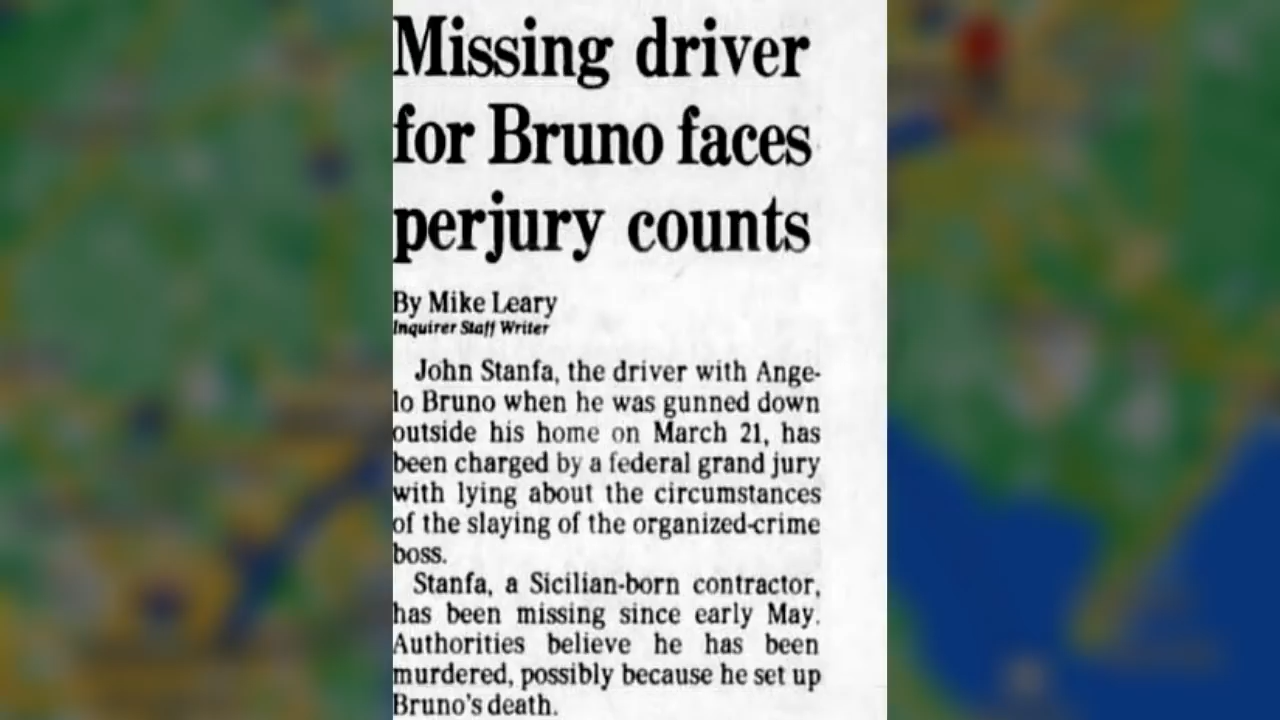 Missing driver
for Bruno faces
perjury counts
By Mike Leary
Inquirer Staff Writer
John Stanfa, the driver with Ange-
lo Bruno when he was gunned down
outside his home on March 21, has
been charged by a federal grand jury
with lying about the circumstances
of the slaying of the organized-crime
boss.
Stanfa, a Sicilian-born contractor,
has been missing since early May.
Authorities believe he has been
murdered, possibly because he set up
Bruno's death.